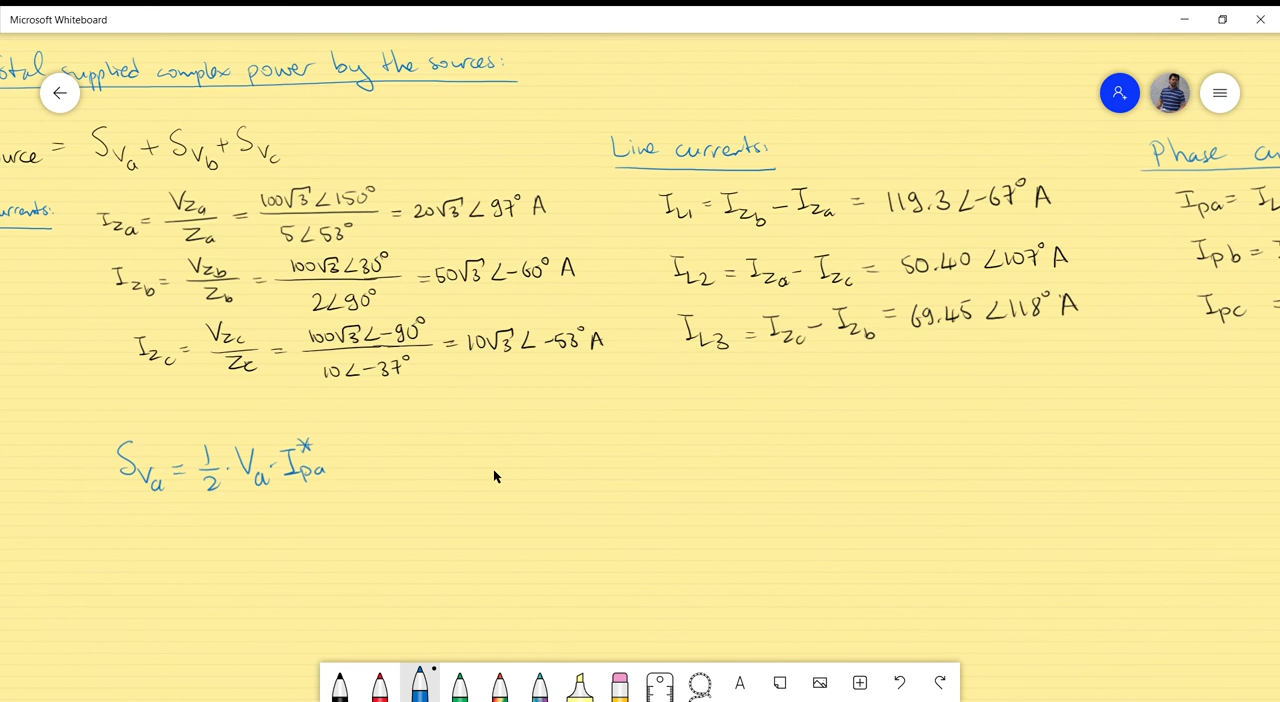 Microsoft Whiteboard
otal supplied complex power by the sources:
urce = S_Va + S_Vb + S_Vc
urrents:
I_Za = V_Za / Z_a = 100√3∠150° / 5∠53° = 20√3∠97° A
I_Zb = V_Zb / Z_b = 100√3∠30° / 2∠90° = 50√3∠-60° A
I_Zc = V_Zc / Z_c = 100√3∠-90° / 10∠-37° = 10√3∠-53° A
S_Va = 1/2 · V_a · I_pa*
Line currents:
I_L1 = I_Zb - I_Za = 119.3∠-67° A
I_L2 = I_Za - I_Zc = 50.40∠107° A
I_L3 = I_Zc - I_Zb = 69.45∠118° A
Phase cu
I_pa = I_L
I_pb = I
I_pc =
A